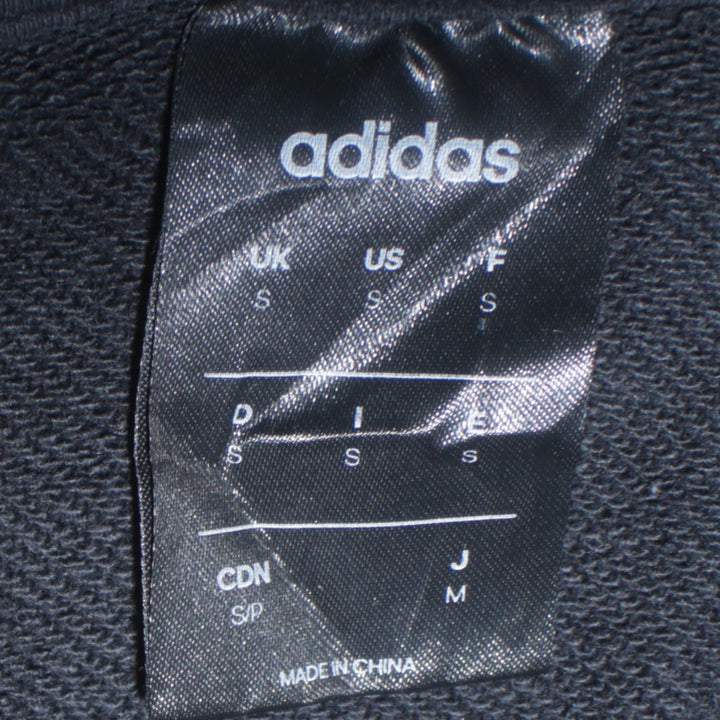 adidas
UK US F
S S S
D I E
S S S
CDN J
S/P M
MADE IN CHINA